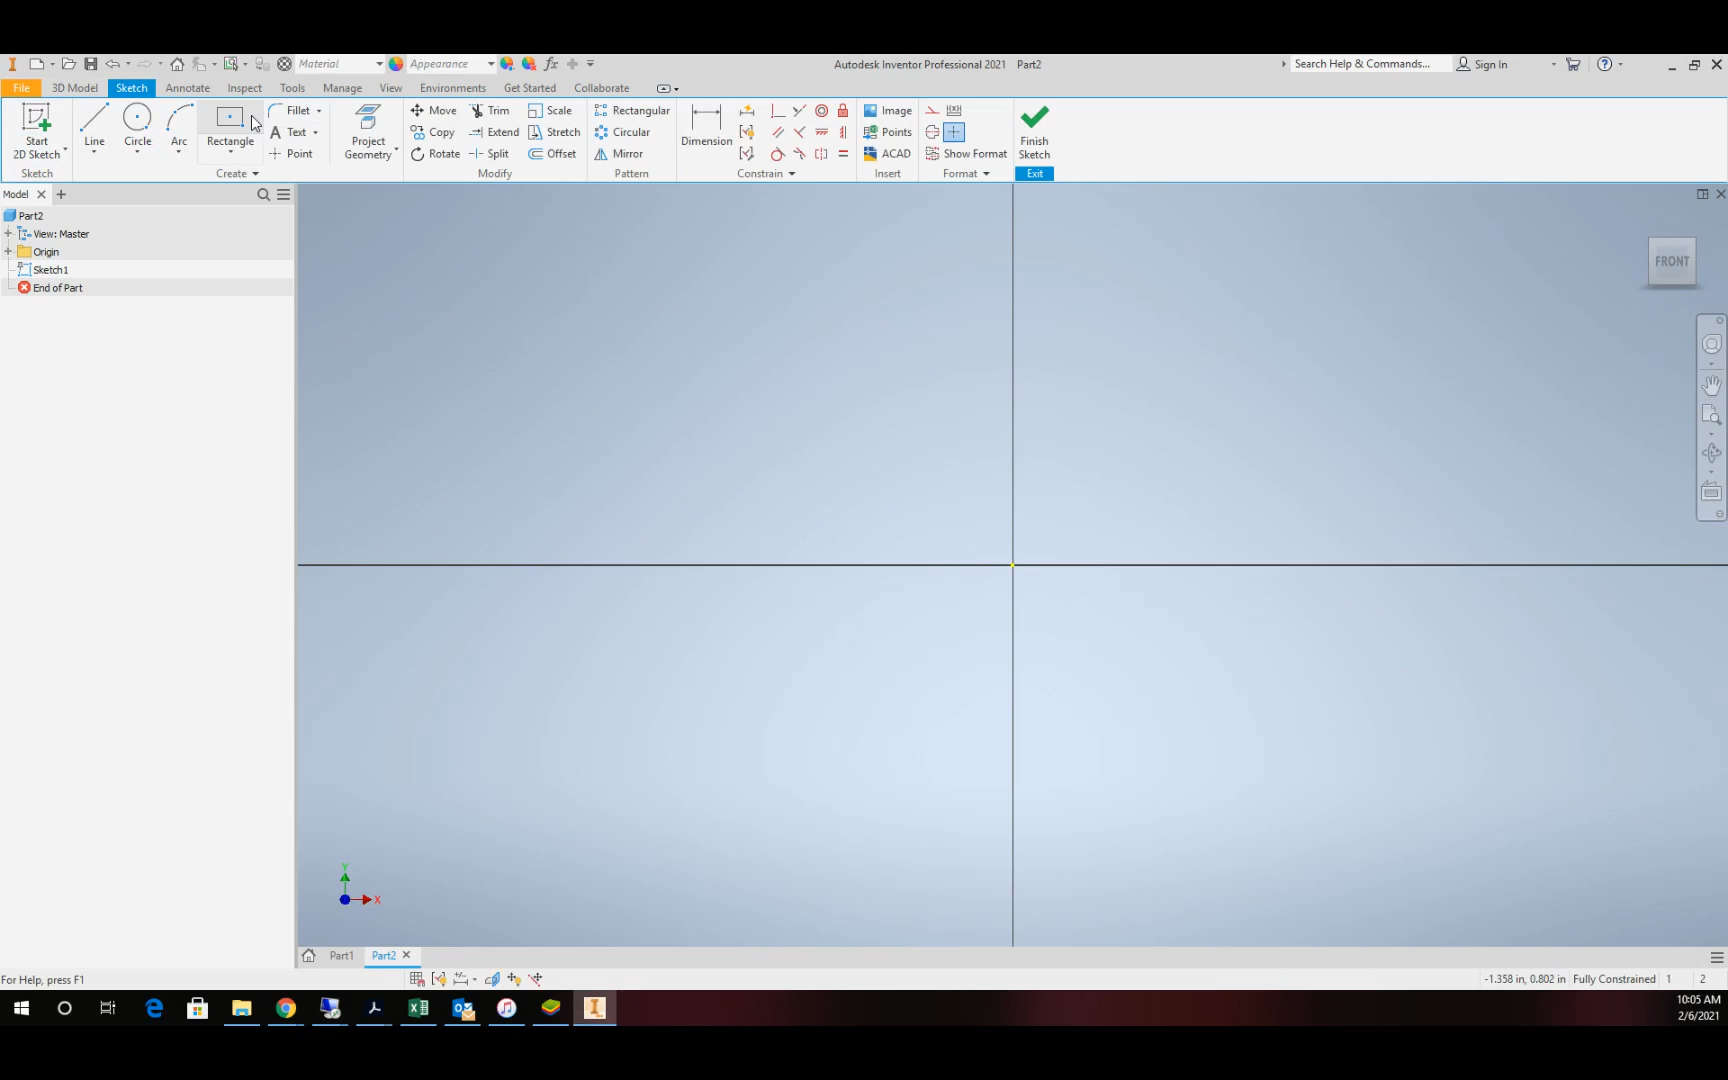 Material
Appearance
Autodesk Inventor Professional 2021 Part2
Search Help & Commands...
Sign In
File 3D Model Sketch Annotate Inspect Tools Manage View Environments Get Started Collaborate
Start
2D Sketch
Line
Circle
Arc
Rectangle
Fillet
Text
Point
Project
Geometry
Move
Copy
Rotate
Trim
Extend
Split
Scale
Stretch
Offset
Rectangular
Circular
Mirror
Dimension
Image
Points
ACAD
Show Format
Finish
Sketch
Sketch
Create
Modify
Pattern
Constrain
Insert
Format
Exit
Model
Part2
View: Master
Origin
Sketch1
End of Part
FRONT
Y
X
Part1
Part2
For Help, press F1
-1.358 in, 0.802 in Fully Constrained 1 2
10:05 AM
2/6/2021